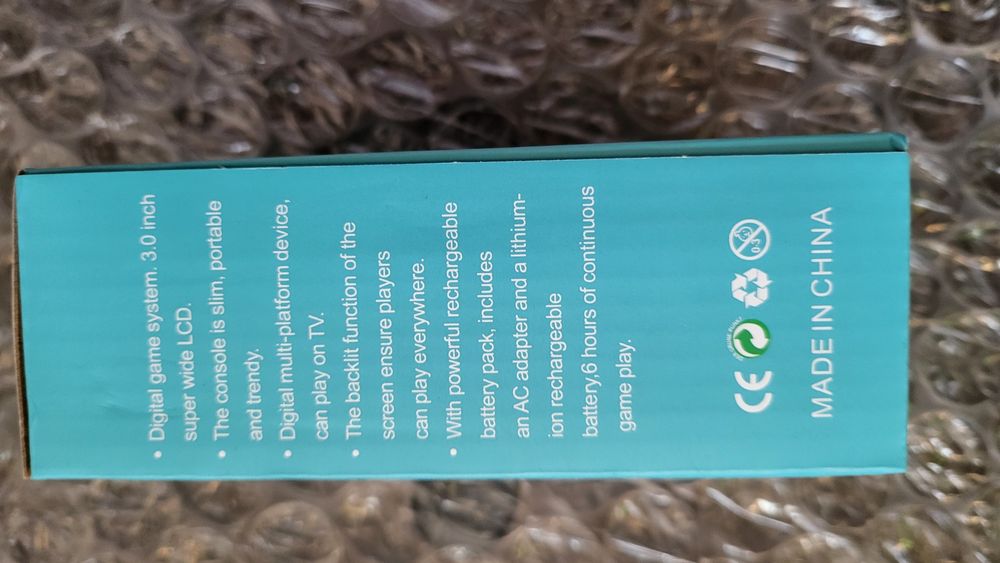 • Digital game system. 3.0 inch
super wide LCD.
• The console is slim, portable
and trendy.
• Digital multi-platform device,
can play on TV.
• The backlit function of the
screen ensure players
can play everywhere.
• With powerful rechargeable
battery pack, includes
an AC adapter and a lithium-
ion rechargeable
battery,6 hours of continuous
game play.
CE 0-3
MADE IN CHINA